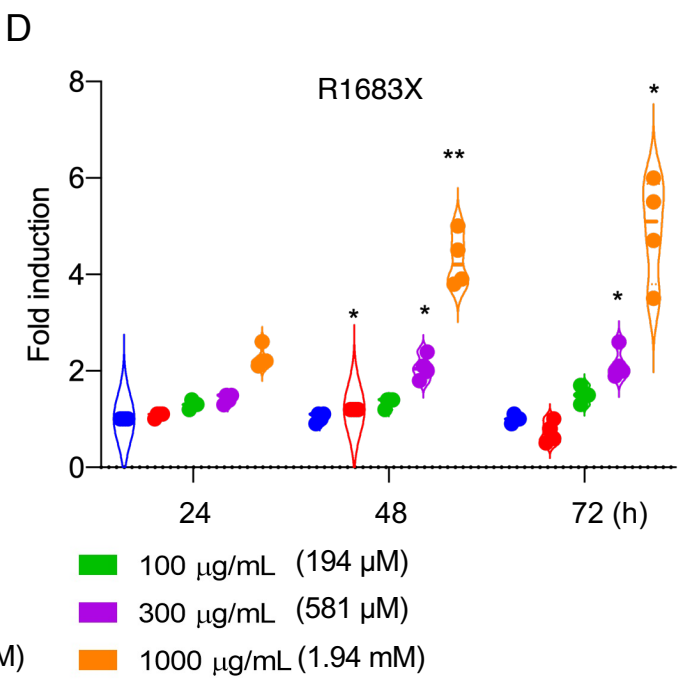 D
R1683X
Fold induction
8
6
4
2
0
*
**
*
*
*
24 48 72 (h)
100 µg/mL (194 µM)
300 µg/mL (581 µM)
M) 1000 µg/mL (1.94 mM)